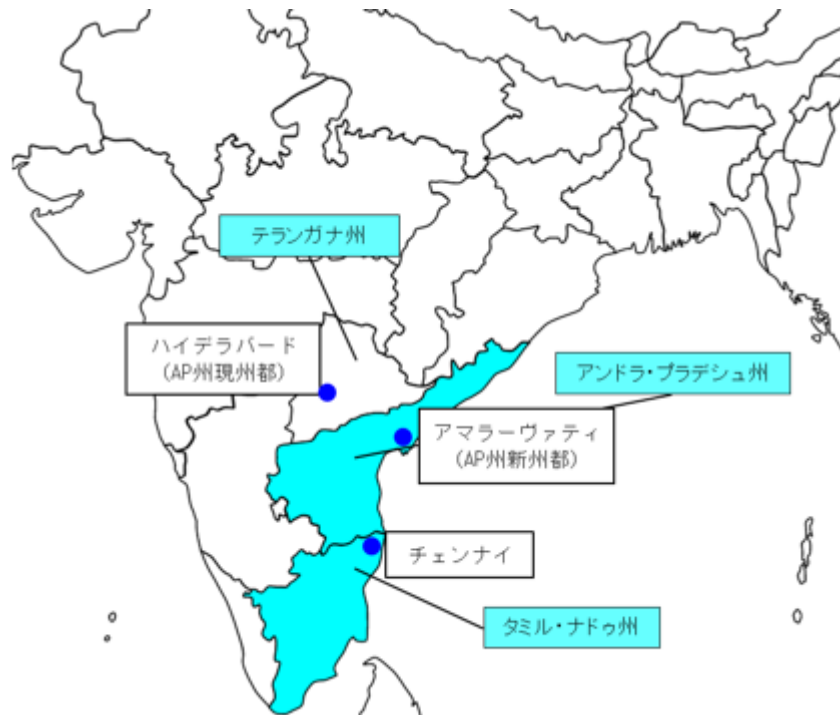 テランガナ州
ハイデラバード
(AP州現州都)
アンドラ・プラデシュ州
アマラーヴァティ
(AP州新州都)
チェンナイ
タミル・ナドゥ州